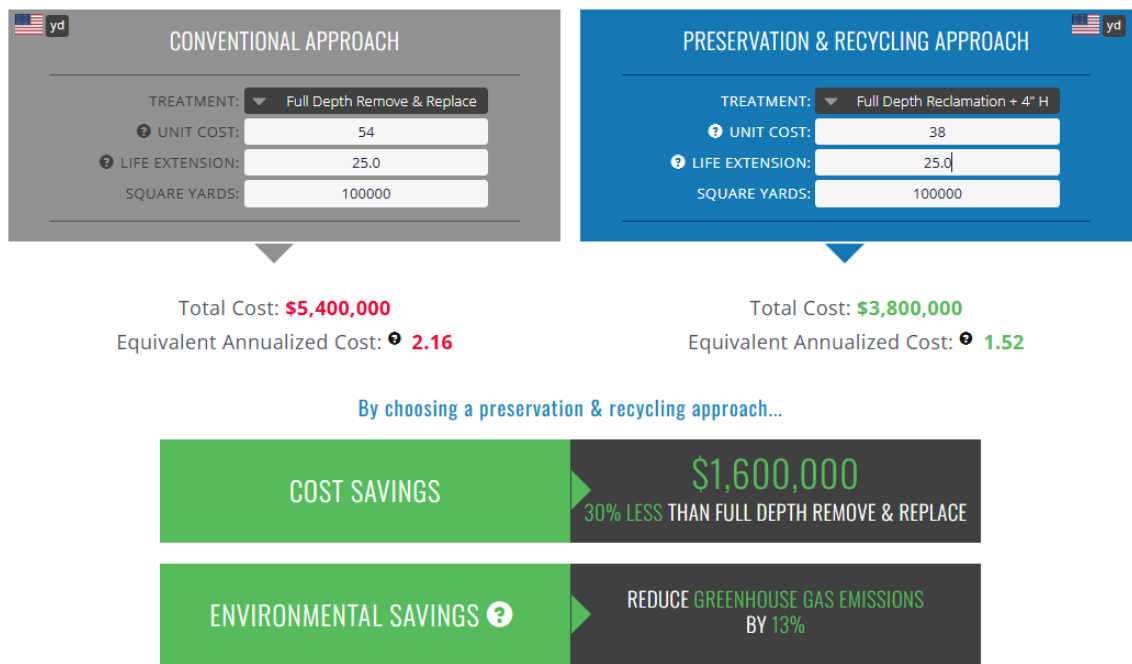 yd
CONVENTIONAL APPROACH
TREATMENT: Full Depth Remove & Replace
? UNIT COST: 54
? LIFE EXTENSION: 25.0
SQUARE YARDS: 100000
Total Cost: $5,400,000
Equivalent Annualized Cost: ? 2.16
yd
PRESERVATION & RECYCLING APPROACH
TREATMENT: Full Depth Reclamation + 4" H
? UNIT COST: 38
? LIFE EXTENSION: 25.0
SQUARE YARDS: 100000
Total Cost: $3,800,000
Equivalent Annualized Cost: ? 1.52
By choosing a preservation & recycling approach...
COST SAVINGS
$1,600,000
30% LESS THAN FULL DEPTH REMOVE & REPLACE
ENVIRONMENTAL SAVINGS ?
REDUCE GREENHOUSE GAS EMISSIONS
BY 13%